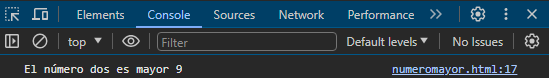 Elements Console Sources Network Performance
top Filter Default levels No Issues
El número dos es mayor 9 numeromayor.html:17